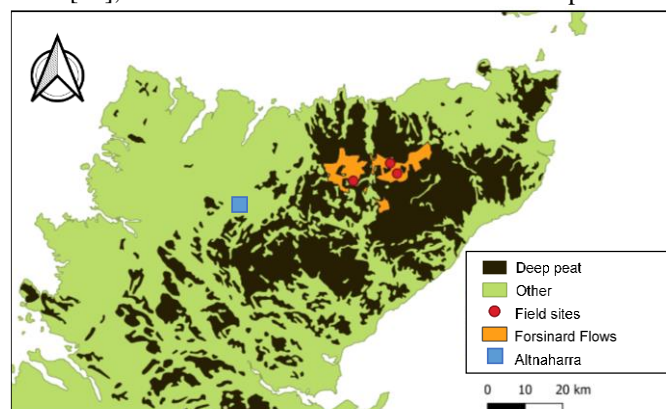 Deep peat
Other
Field sites
Forsinard Flows
Altnaharra
0 10 20 km